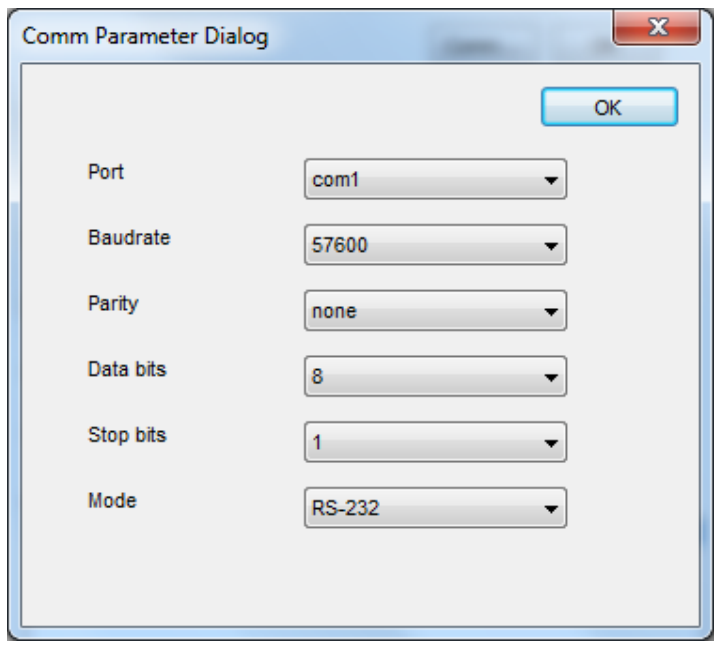 Comm Parameter Dialog
OK
Port com1
Baudrate 57600
Parity none
Data bits 8
Stop bits 1
Mode RS-232